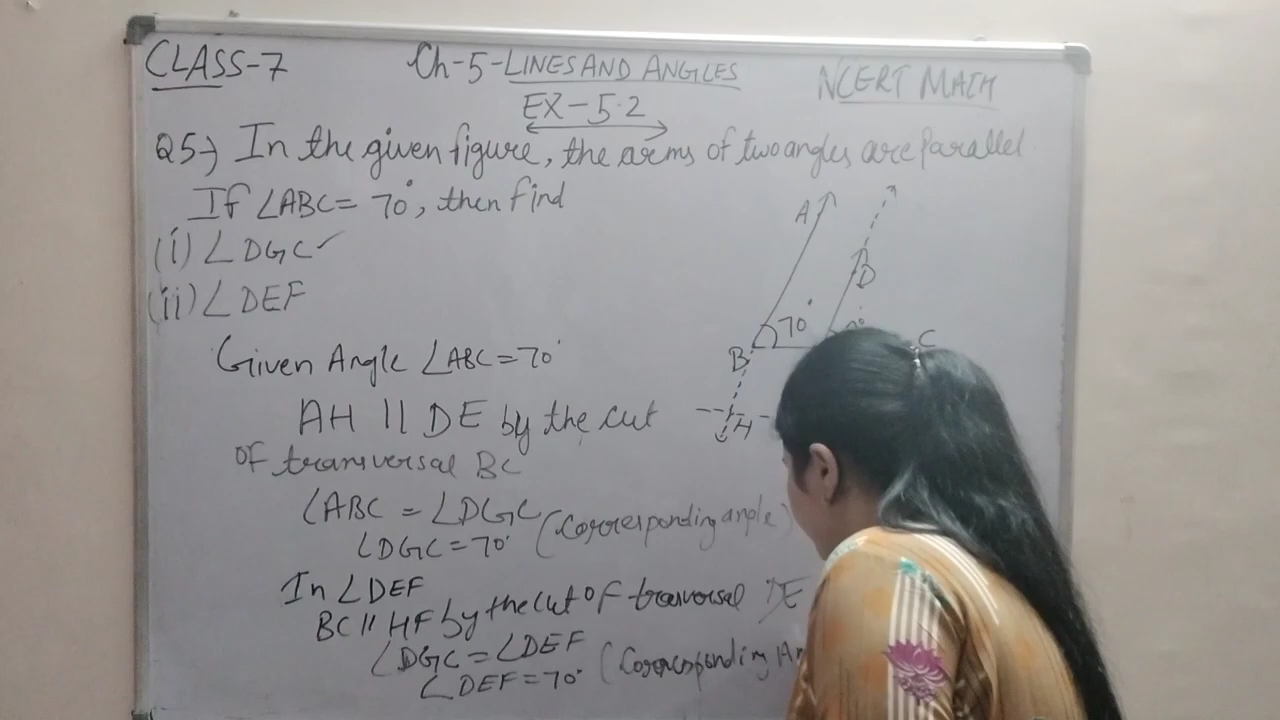 CLASS-7
Ch-5-LINES AND ANGLES
NCERT MATH
EX-5.2
Q5→ In the given figure, the arms of two angles are parallel.
If ∠ABC = 70°, then find
(i) ∠DGC ✓
(ii) ∠DEF
A
D
70°
B
C
H
Given Angle ∠ABC = 70°
AH || DE by the cut
of transversal BC
∠ABC = ∠DGC (Corresponding angle)
∠DGC = 70°
In ∠DEF
BC || HF by the cut of tranversal DE
∠DGC = ∠DEF (Corresponding
∠DEF = 70°